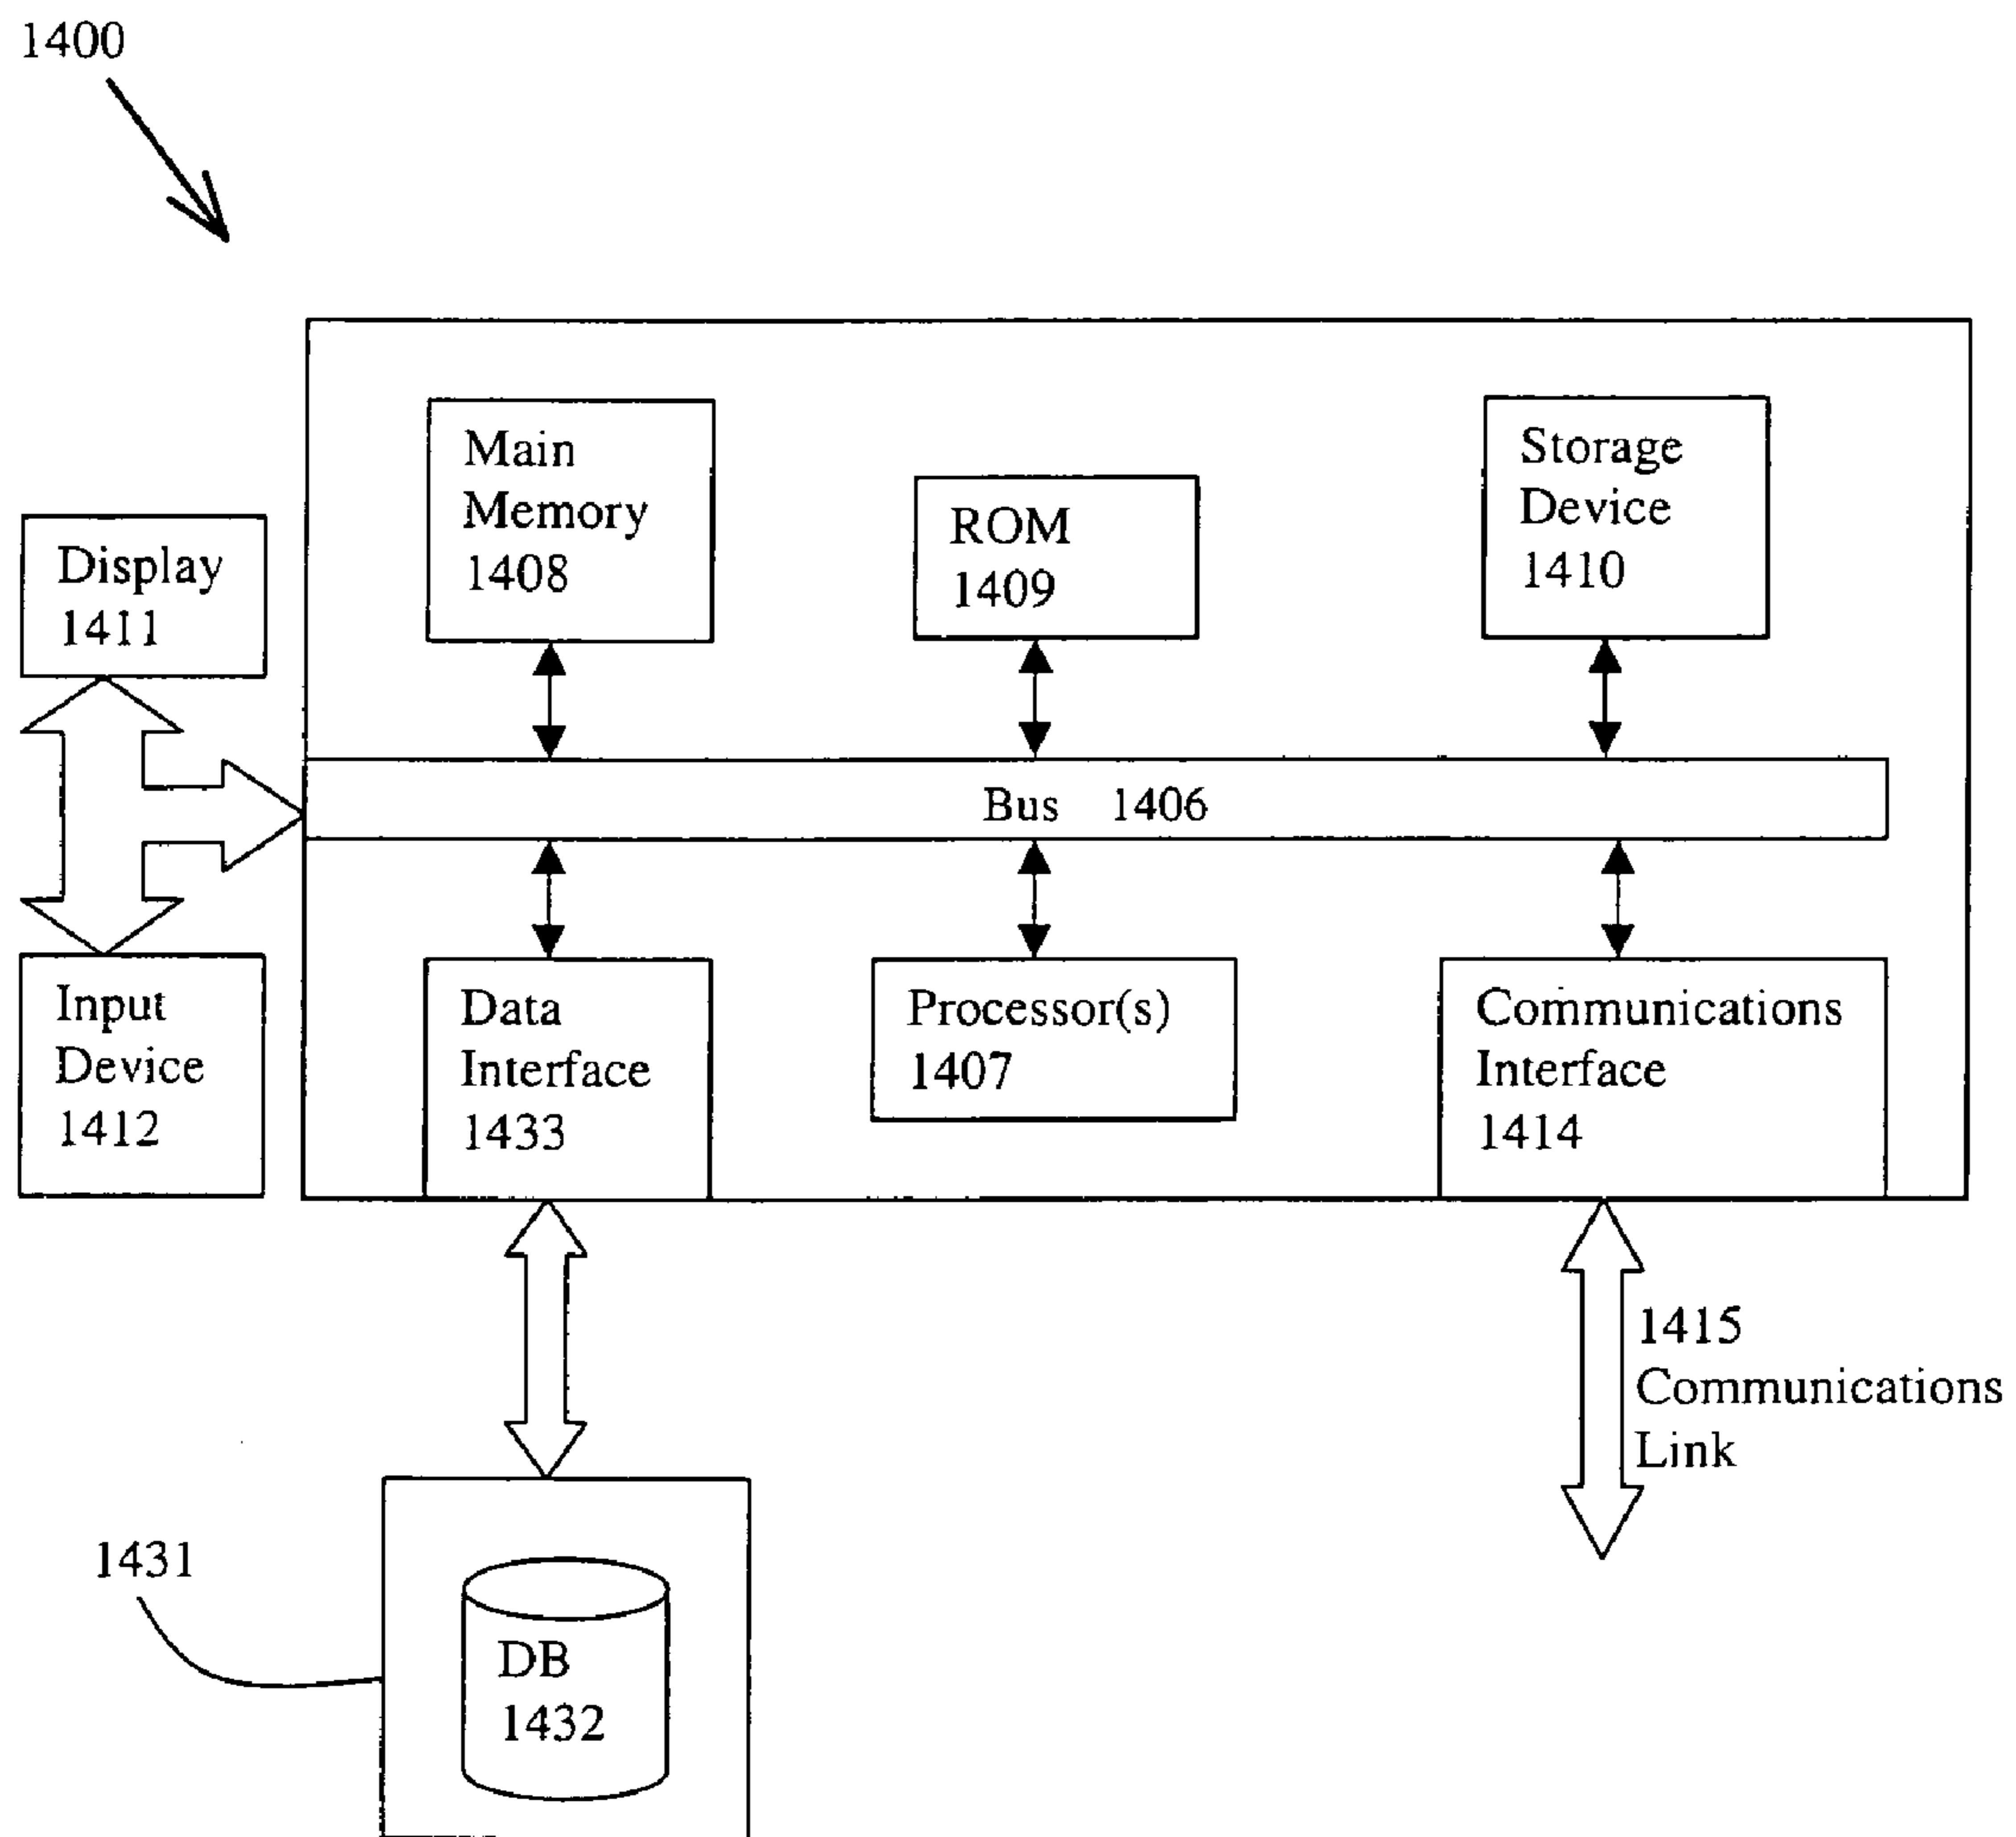 1400
Main
Memory
1408
ROM
1409
Storage
Device
1410
Display
1411
Bus 1406
Input
Device
1412
Data
Interface
1433
Processor(s)
1407
Communications
Interface
1414
1415
Communications
Link
1431
DB
1432